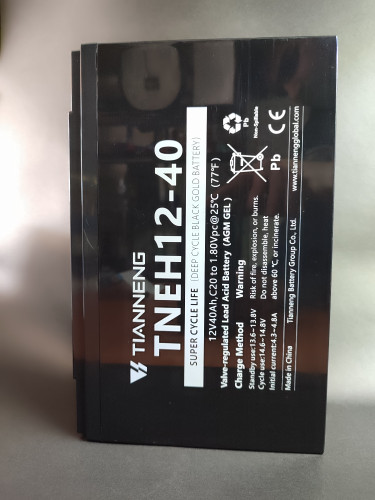 TIANNENG
TNEH12-40
SUPER CYCLE LIFE (DEEP CYCLE BLACK GOLD BATTERY)
12V40Ah,C20 to 1.80Vpc@25℃ (77℉)
Valve-regulated Lead Acid Battery (AGM GEL)
Charge Method
Standby use:13.6~13.8V
Cycle use:14.6~14.8V
Initial current:4.3~4.8A
Warning
Risk of fire, explosion, or burns.
Do not disassemble, heat
above 60 ℃, or incinerate.
Pb
Non-Spillable
Pb
CE
Made in China
Tianneng Battery Group Co., Ltd.
www.tiannengglobal.com